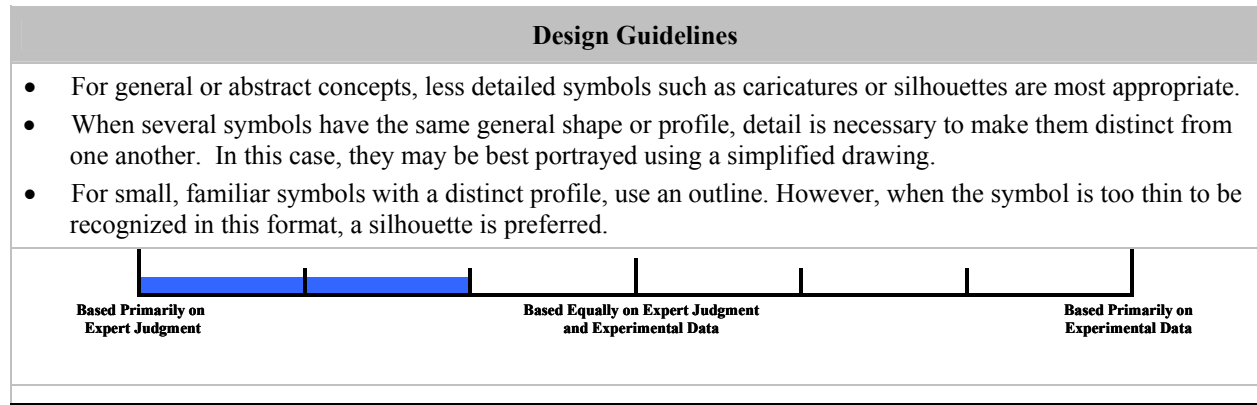 Design Guidelines
• For general or abstract concepts, less detailed symbols such as caricatures or silhouettes are most appropriate.
• When several symbols have the same general shape or profile, detail is necessary to make them distinct from
one another. In this case, they may be best portrayed using a simplified drawing.
• For small, familiar symbols with a distinct profile, use an outline. However, when the symbol is too thin to be
recognized in this format, a silhouette is preferred.
Based Primarily on
Expert Judgment
Based Equally on Expert Judgment
and Experimental Data
Based Primarily on
Experimental Data